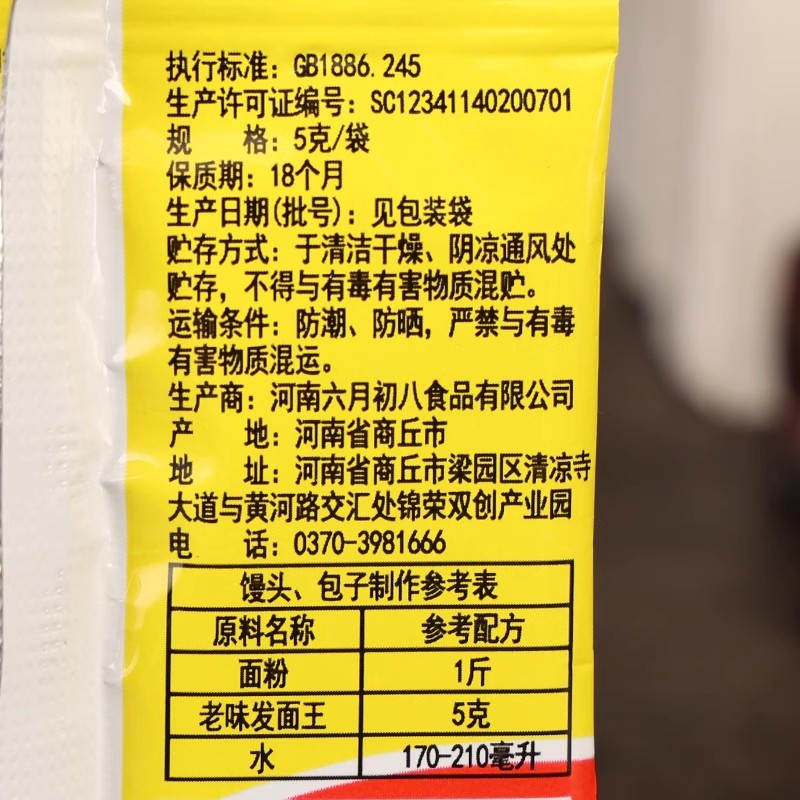 执行标准：GB1886.245
生产许可证编号：SC12341140200701
规　　格：5克/袋
保质期：18个月
生产日期(批号)：见包装袋
贮存方式：于清洁干燥、阴凉通风处
贮存，不得与有毒有害物质混贮。
运输条件：防潮、防晒，严禁与有毒
有害物质混运。
生产商：河南六月初八食品有限公司
产　　地：河南省商丘市
地　　址：河南省商丘市梁园区清凉寺
大道与黄河路交汇处锦荣双创产业园
电　　话：0370-3981666
馒头、包子制作参考表
原料名称 参考配方
面粉 1斤
老味发面王 5克
水 170-210毫升